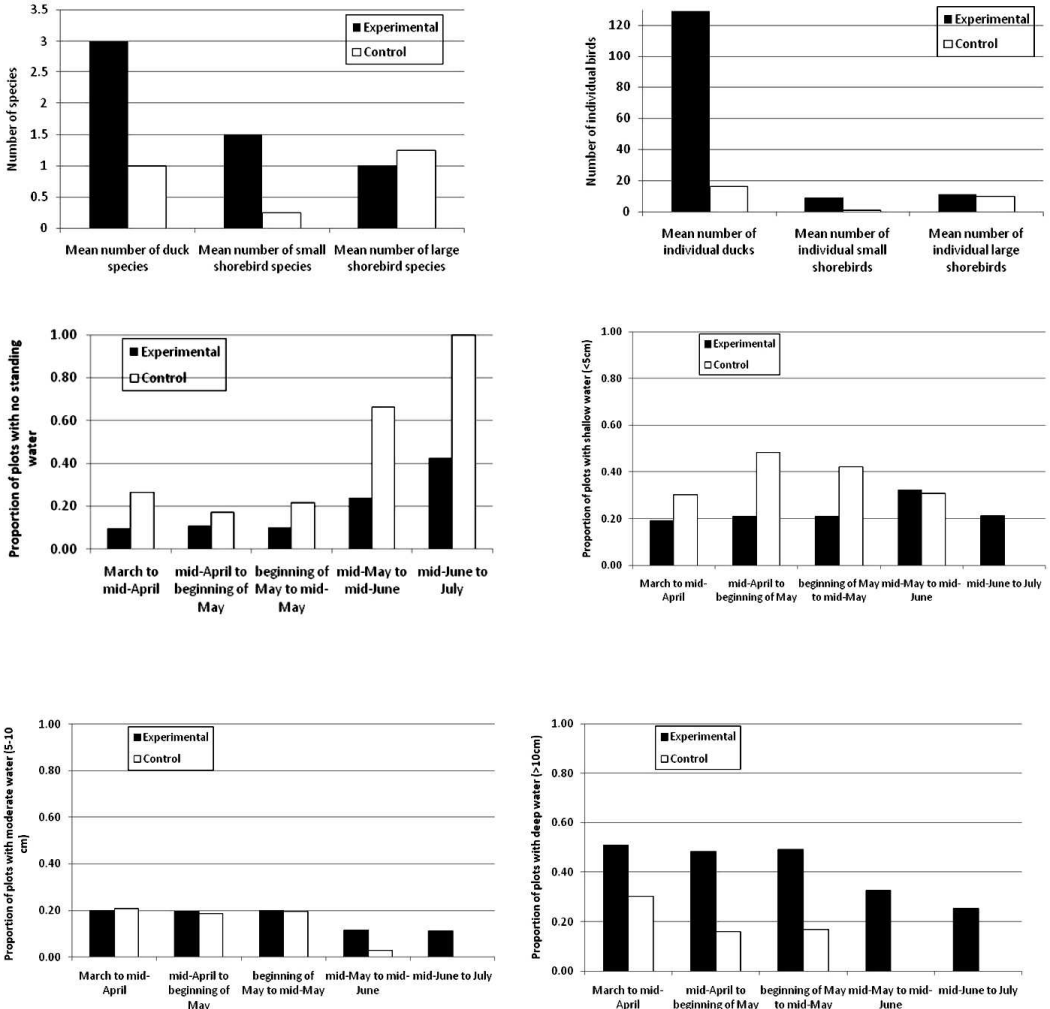 Number of species
3.5
3
2.5
2
1.5
1
0.5
0
Experimental
Control
Mean number of duck
species
Mean number of small
shorebird species
Mean number of large
shorebird species
Number of individual birds
120
100
80
60
40
20
0
Experimental
Control
Mean number of
individual ducks
Mean number of
individual small
shorebirds
Mean number of
individual large
shorebirds
Proportion of plots with no standing
water
1.00
0.80
0.60
0.40
0.20
0.00
Experimental
Control
March to
mid-April
mid-April to
beginning of
May
beginning of
May to mid-
May
mid-May to
mid-June
mid-June to
July
Proportion of plots with shallow water (<5cm)
1.00
0.80
0.60
0.40
0.20
0.00
Experimental
Control
March to mid-
April
mid-April to
beginning of May
beginning of May
to mid-May
mid-May to mid-
June
mid-June to July
Proportion of plots with moderate water (5-10
cm)
1.00
0.80
0.60
0.40
0.20
0.00
Experimental
Control
March to mid-
April
mid-April to
beginning of
May
beginning of
May to mid-May
mid-May to mid-
June
mid-June to July
Proportion of plots with deep water (>10cm)
1.00
0.80
0.60
0.40
0.20
0.00
Experimental
Control
March to mid-
April
mid-April to
beginning of May
beginning of May
to mid-May
mid-May to mid-
June
mid-June to July